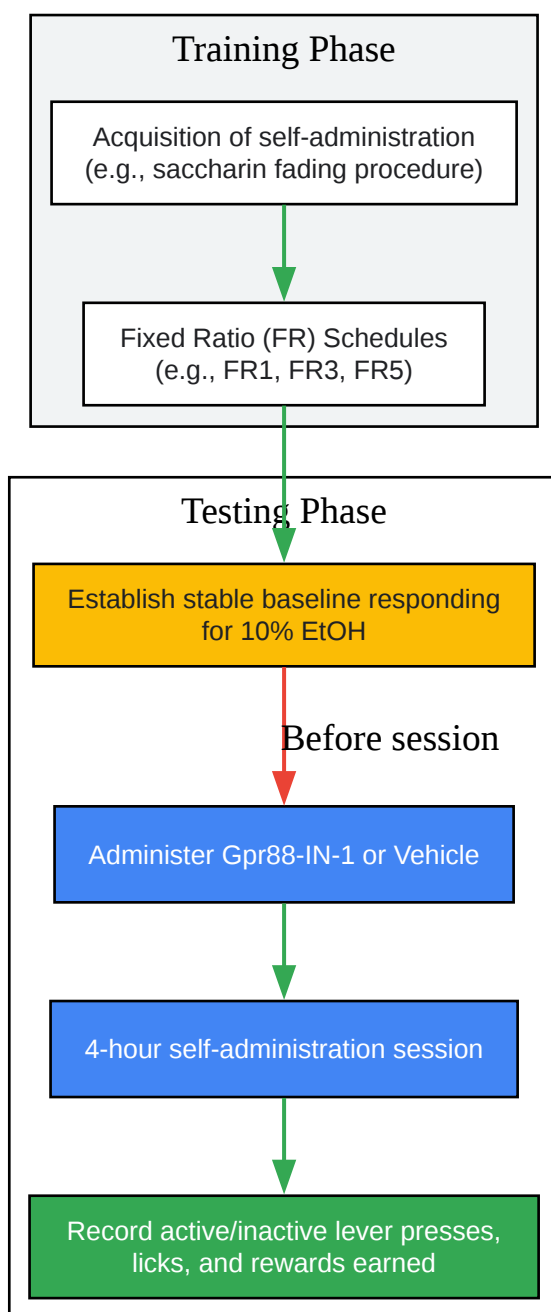 Training Phase
Acquisition of self-administration
(e.g., saccharin fading procedure)
Fixed Ratio (FR) Schedules
(e.g., FR1, FR3, FR5)
Testing Phase
Establish stable baseline responding
for 10% EtOH
Before session
Administer Gpr88-IN-1 or Vehicle
4-hour self-administration session
Record active/inactive lever presses,
licks, and rewards earned